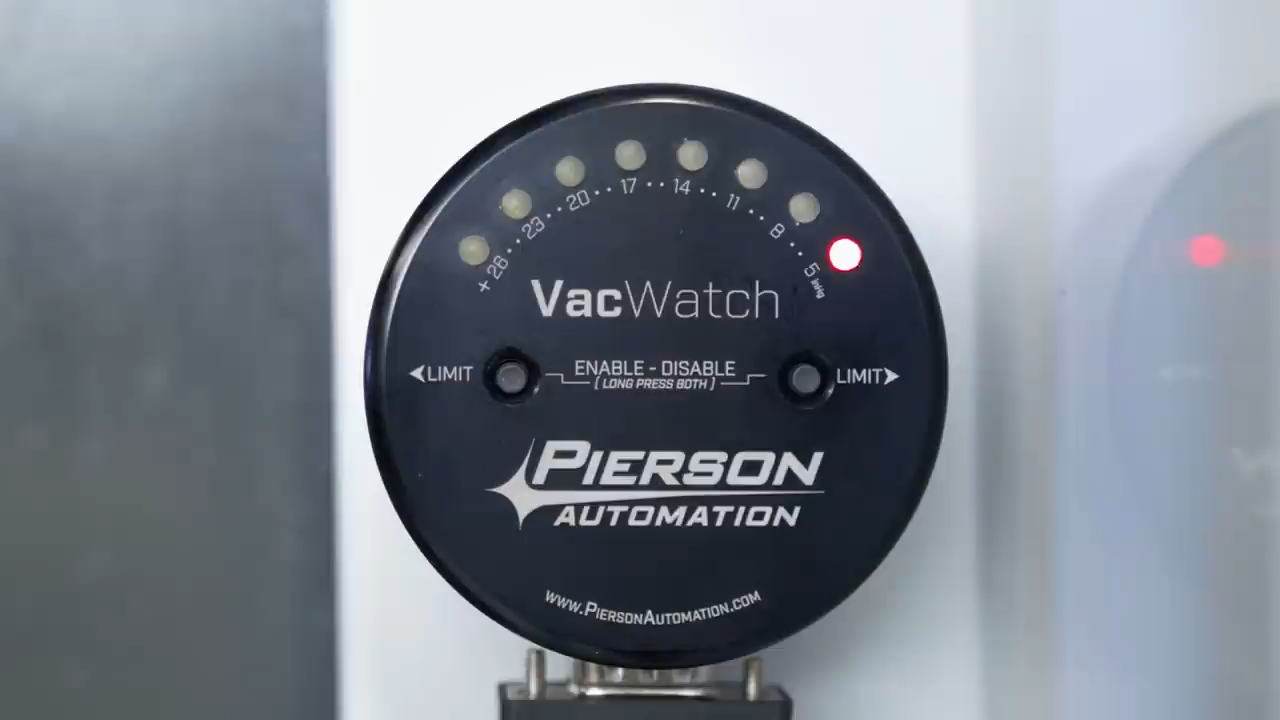 +26 •• 23 •• 20 •• 17 •• 14 •• 11 •• 8 •• 5 inHg
VacWatch
LIMIT ENABLE - DISABLE LIMIT
[ LONG PRESS BOTH ]
PIERSON
AUTOMATION
WWW.PIERSONAUTOMATION.COM